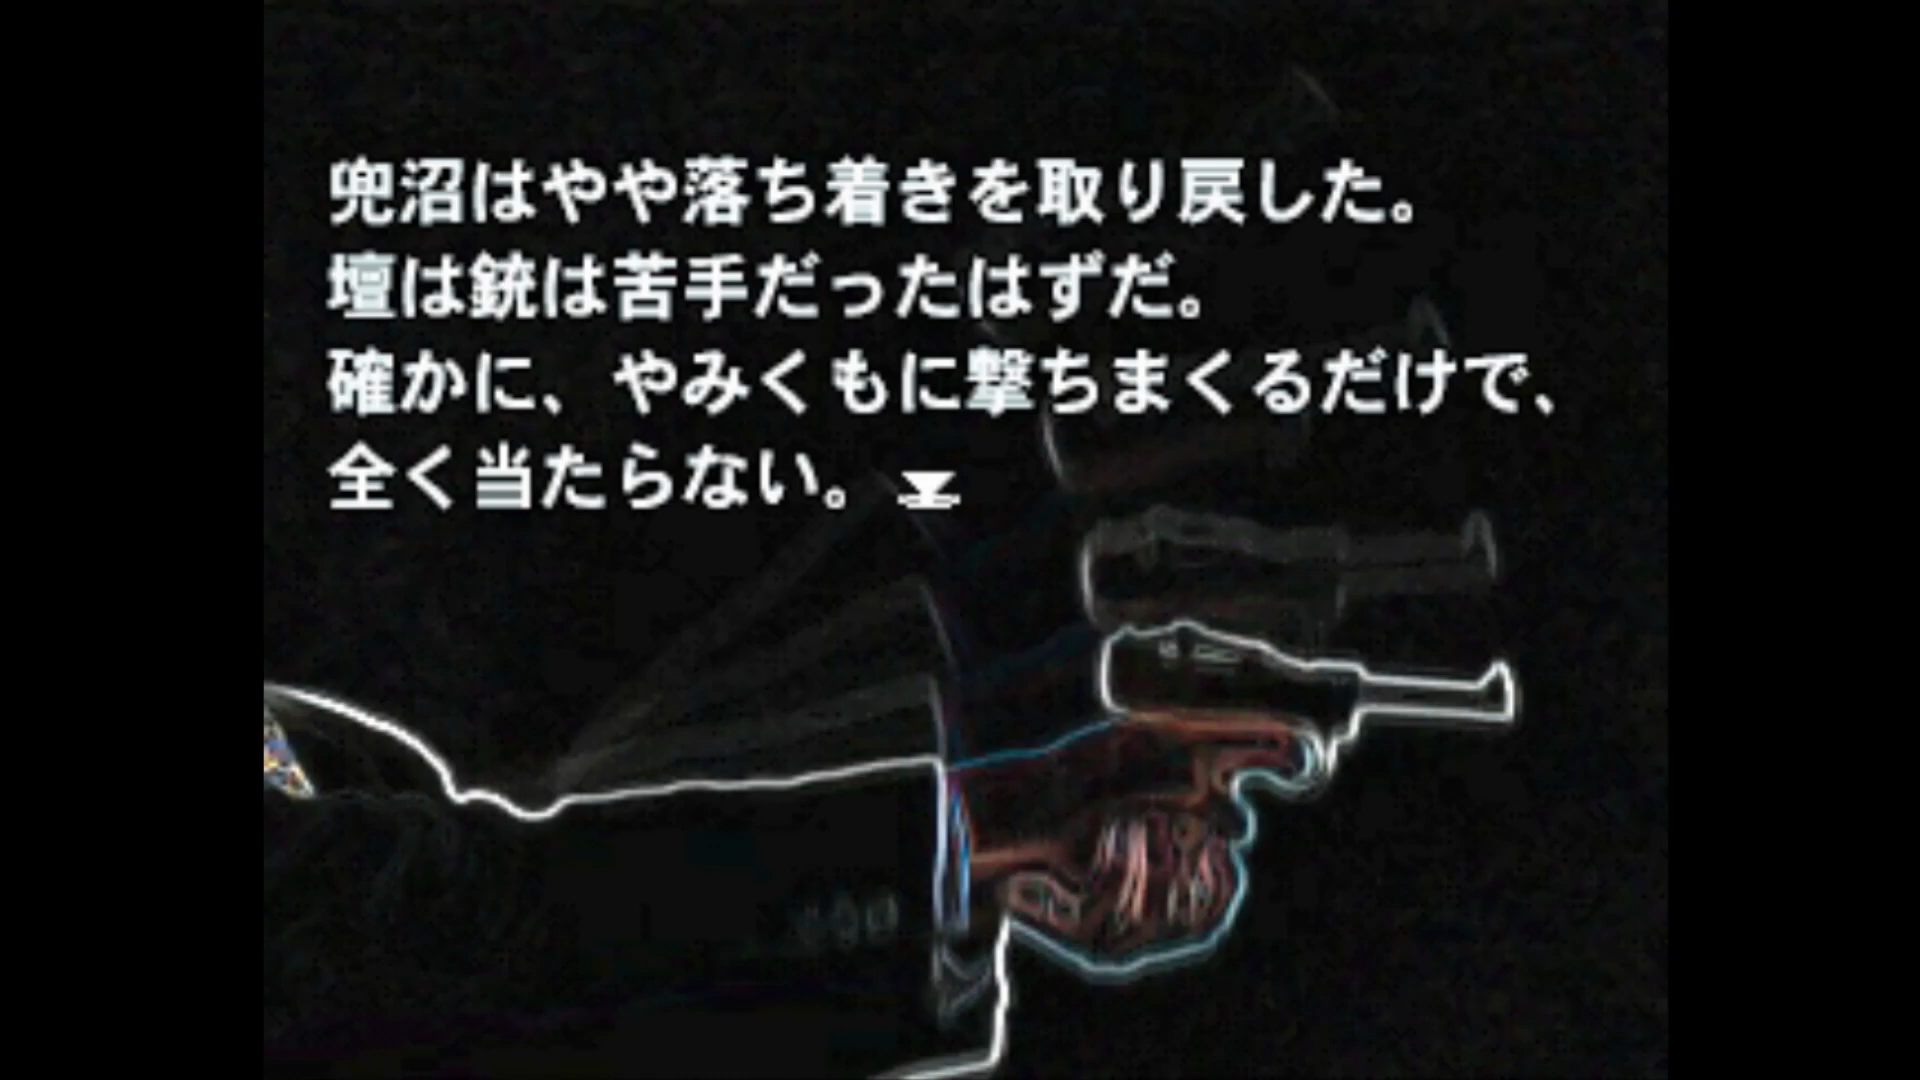 兜沼はやや落ち着きを取り戻した。
壇は銃は苦手だったはずだ。
確かに、やみくもに撃ちまくるだけで、
全く当たらない。